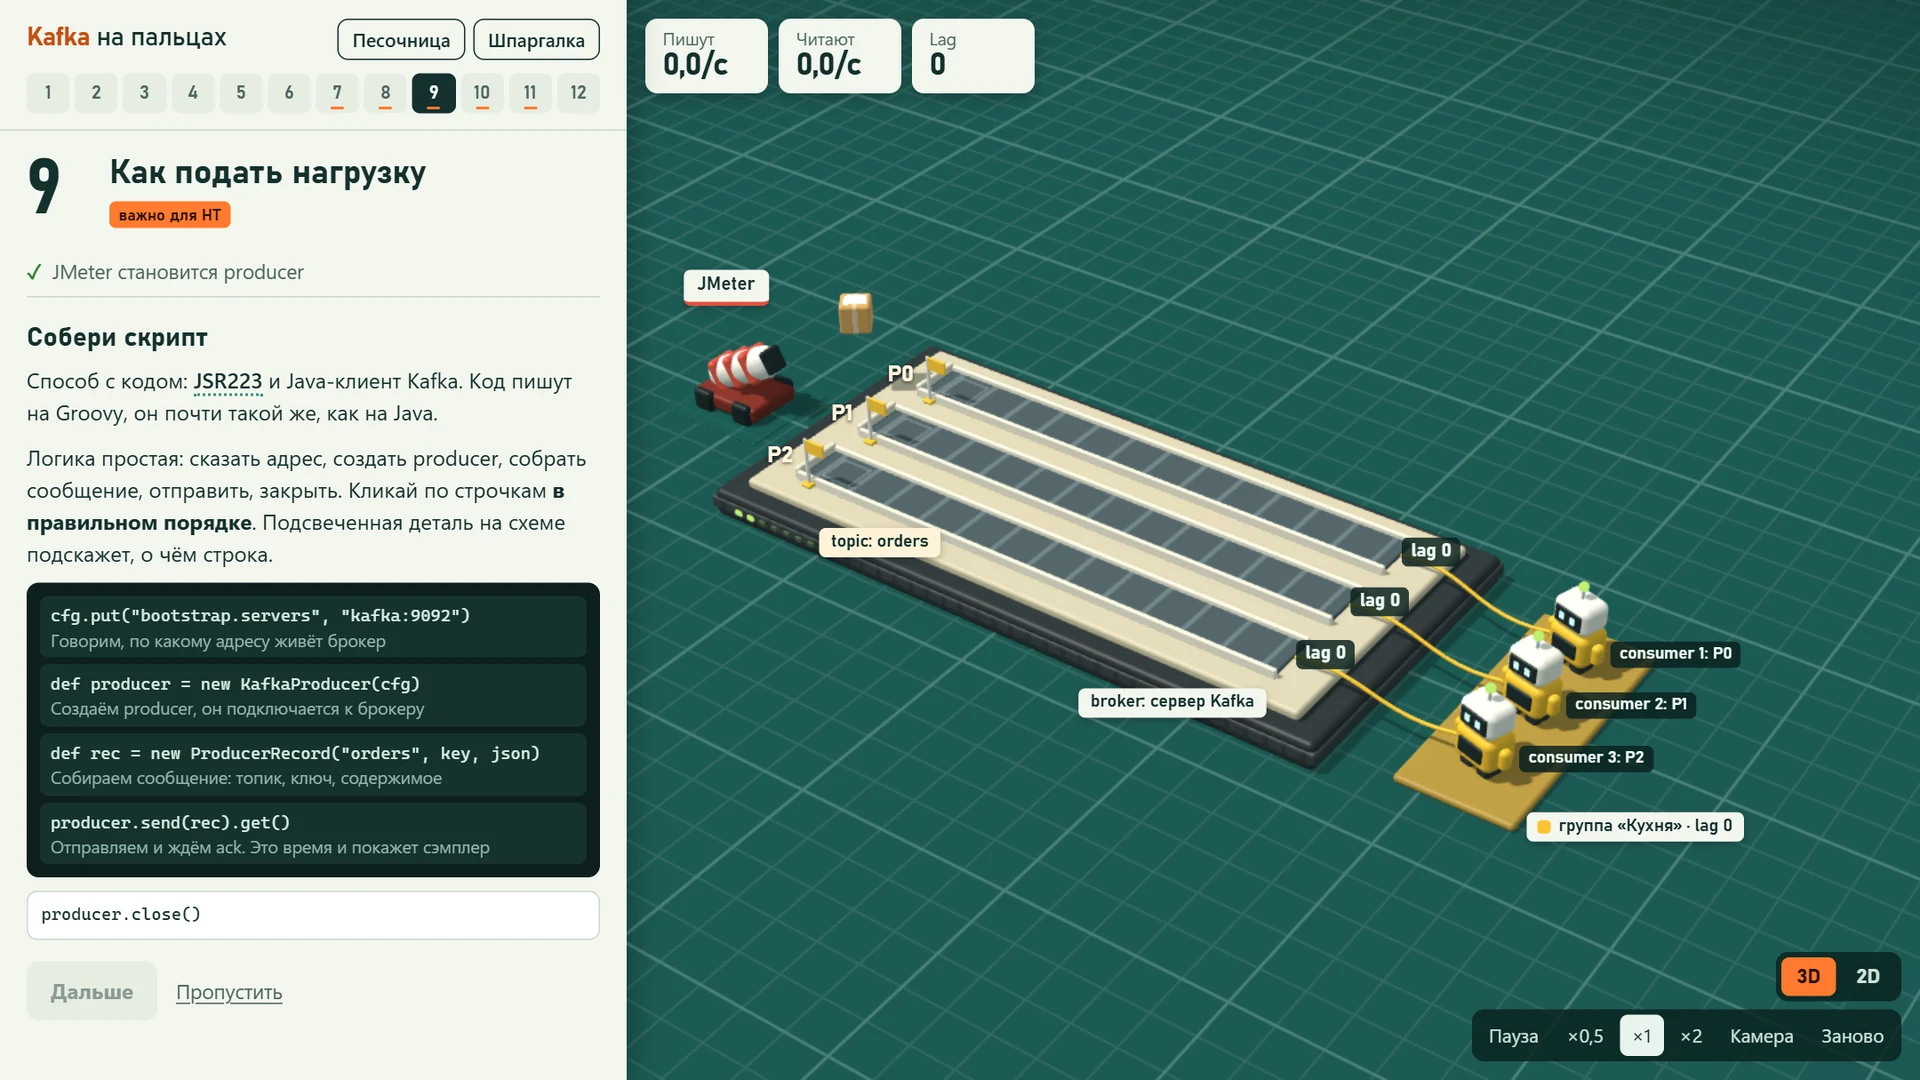 Kafka на пальцах
Песочница
Шпаргалка
1 2 3 4 5 6 7 8 9 10 11 12
9
Как подать нагрузку
важно для НТ
✓ JMeter становится producer
Собери скрипт
Способ с кодом: JSR223 и Java-клиент Kafka. Код пишут
на Groovy, он почти такой же, как на Java.
Логика простая: сказать адрес, создать producer, собрать
сообщение, отправить, закрыть. Кликай по строчкам в
правильном порядке. Подсвеченная деталь на схеме
подскажет, о чём строка.
cfg.put("bootstrap.servers", "kafka:9092")
Говорим, по какому адресу живёт брокер
def producer = new KafkaProducer(cfg)
Создаём producer, он подключается к брокеру
def rec = new ProducerRecord("orders", key, json)
Собираем сообщение: топик, ключ, содержимое
producer.send(rec).get()
Отправляем и ждём ack. Это время и покажет сэмплер
producer.close()
Дальше
Пропустить
Пишут
0,0/с
Читают
0,0/с
Lag
0
JMeter
P0
P1
P2
topic: orders
broker: сервер Kafka
lag 0
lag 0
lag 0
consumer 1: P0
consumer 2: P1
consumer 3: P2
группа «Кухня» · lag 0
3D 2D
Пауза ×0,5 ×1 ×2 Камера Заново